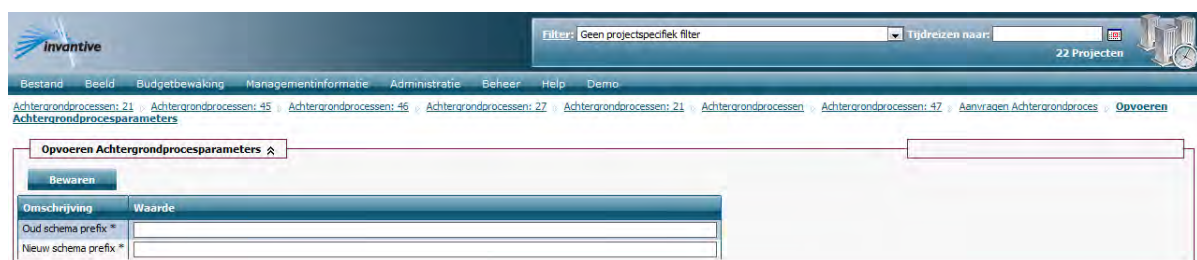 invantive
Filter: Geen projectspecifiek filter Tijdreizen naar:
22 Projecten
Bestand Beeld Budgetbewaking Managementinformatie Administratie Beheer Help Demo
Achtergrondprocessen: 21 Achtergrondprocessen: 45 Achtergrondprocessen: 46 Achtergrondprocessen: 27 Achtergrondprocessen: 21 Achtergrondprocessen Achtergrondprocessen: 47 Aanvragen Achtergrondproces Opvoeren
Achtergrondprocesparameters
Opvoeren Achtergrondprocesparameters
Bewaren
Omschrijving Waarde
Oud schema prefix *
Nieuw schema prefix *